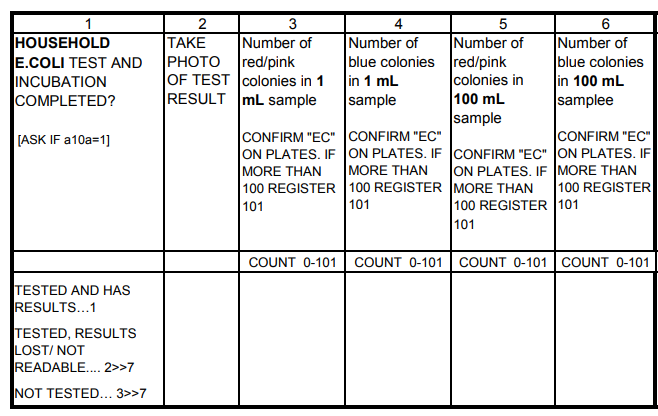 1 2 3 4 5 6
HOUSEHOLD
E.COLI TEST AND
INCUBATION
COMPLETED?
[ASK IF a10a=1]
TAKE
PHOTO
OF TEST
RESULT
Number of
red/pink
colonies in 1
mL sample
CONFIRM "EC"
ON PLATES. IF
MORE THAN
100 REGISTER
101
Number of
blue colonies
in 1 mL
sample
CONFIRM "EC"
ON PLATES. IF
MORE THAN
100 REGISTER
101
Number of
red/pink
colonies in
100 mL
sample
CONFIRM "EC"
ON PLATES. IF
MORE THAN
100 REGISTER
101
Number of
blue colonies
in 100 mL
samplee
CONFIRM "EC"
ON PLATES. IF
MORE THAN
100 REGISTER
101
COUNT 0-101 COUNT 0-101 COUNT 0-101 COUNT 0-101
TESTED AND HAS
RESULTS…1
TESTED, RESULTS
LOST/ NOT
READABLE.... 2>>7
NOT TESTED… 3>>7